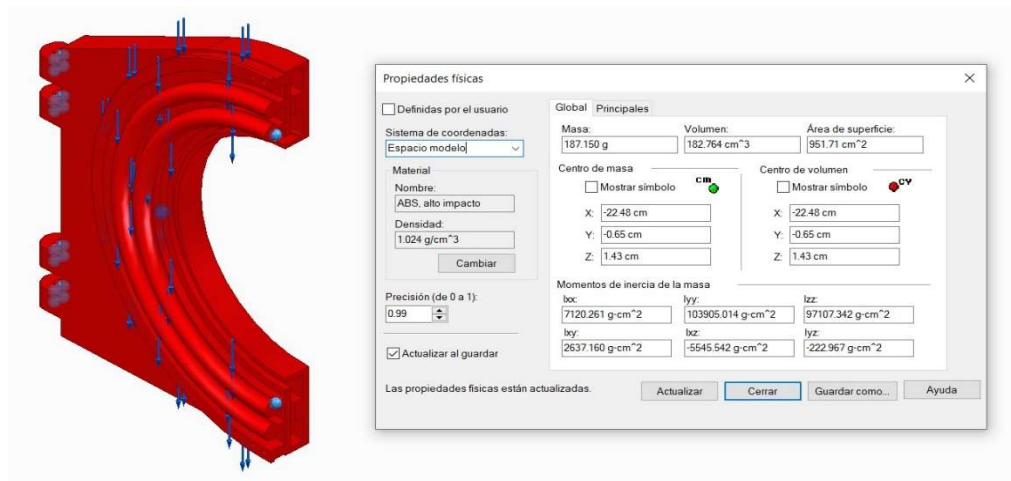 Propiedades físicas
Definidas por el usuario
Sistema de coordenadas:
Espacio modelo
Material
Nombre:
ABS, alto impacto
Densidad:
1.024 g/cm^3
Cambiar
Precisión (de 0 a 1):
0.99
Actualizar al guardar
Global Principales
Masa: Volumen: Área de superficie:
187.150 g 182.764 cm^3 951.71 cm^2
Centro de masa
Mostrar símbolo CM
X: -22.48 cm
Y: -0.65 cm
Z: 1.43 cm
Centro de volumen
Mostrar símbolo CV
X: -22.48 cm
Y: -0.65 cm
Z: 1.43 cm
Momentos de inercia de la masa
Ixx: Iyy: Izz:
7120.261 g-cm^2 103905.014 g-cm^2 97107.342 g-cm^2
Ixy: Ixz: Iyz:
2637.160 g-cm^2 -5545.542 g-cm^2 -222.967 g-cm^2
Las propiedades físicas están actualizadas.
Actualizar Cerrar Guardar como... Ayuda